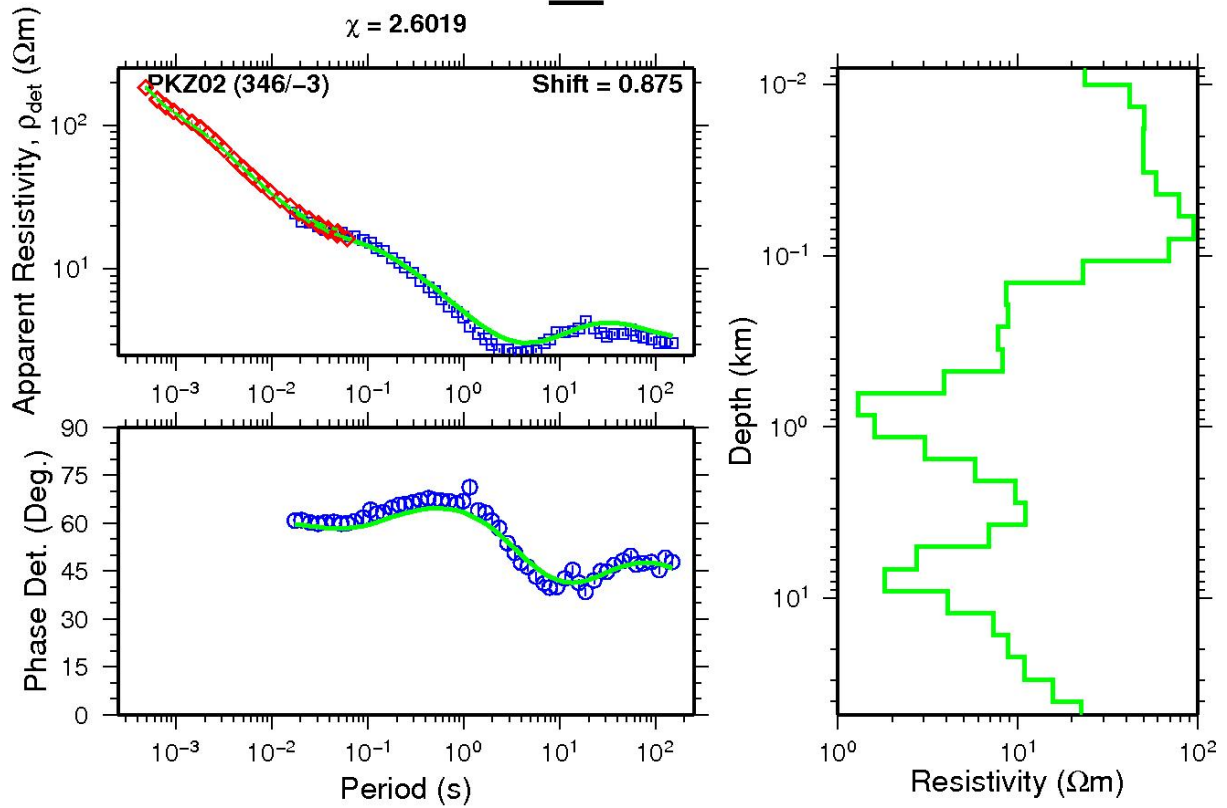 χ = 2.6019
PKZ02 (346/−3)
Shift = 0.875
Apparent Resistivity, ρdet (Ωm)
10²
10¹
10⁻³ 10⁻² 10⁻¹ 10⁰ 10¹ 10²
Phase Det. (Deg.)
90
75
60
45
30
15
0
10⁻³ 10⁻² 10⁻¹ 10⁰ 10¹ 10²
Period (s)
Depth (km)
10⁻²
10⁻¹
10⁰
10¹
10⁰ 10¹ 10²
Resistivity (Ωm)